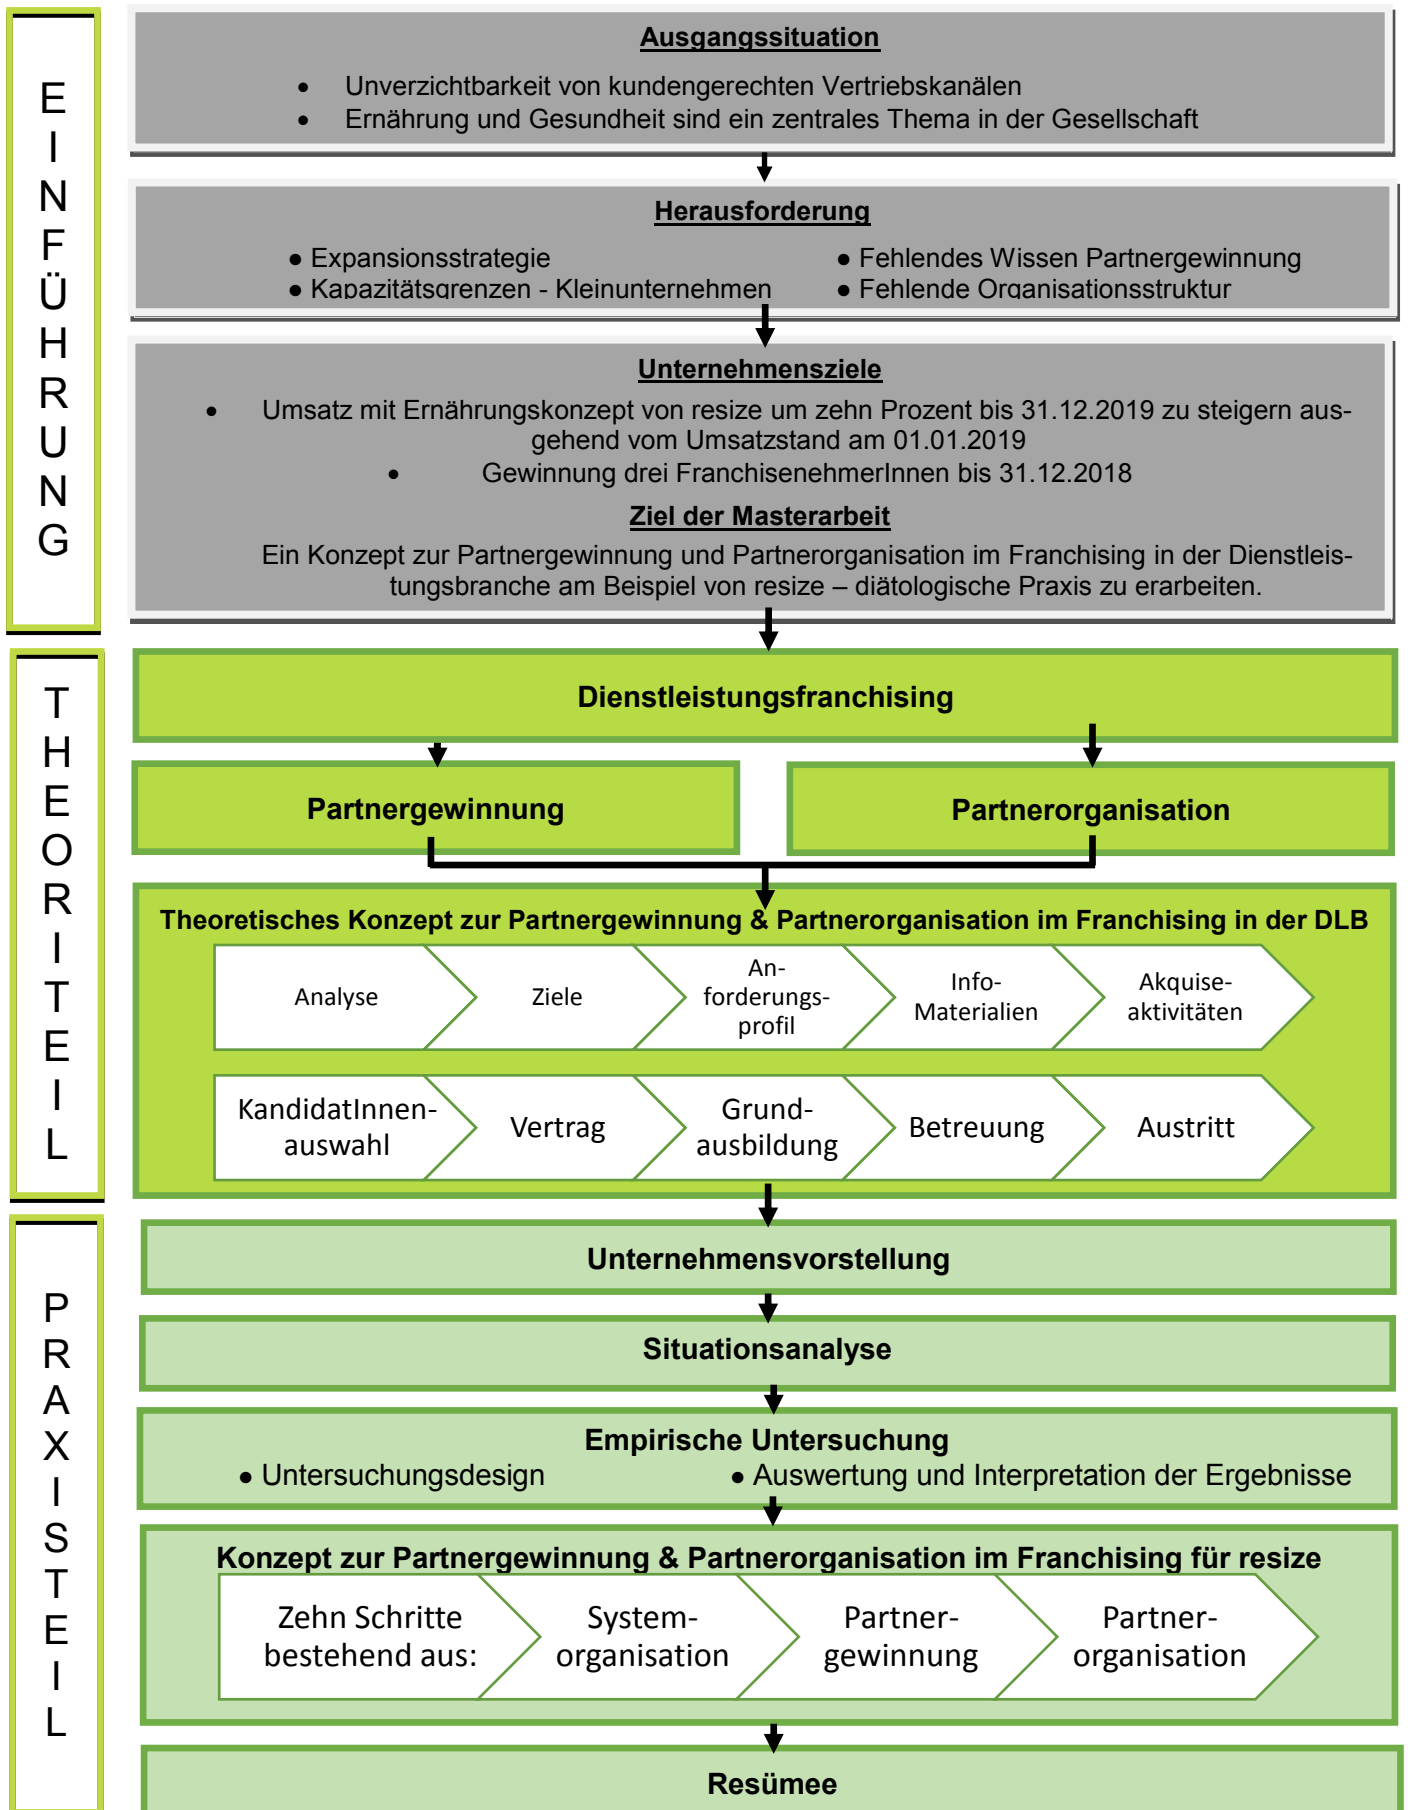 EINFÜHRUNG
Ausgangssituation
• Unverzichtbarkeit von kundengerechten Vertriebskanälen
• Ernährung und Gesundheit sind ein zentrales Thema in der Gesellschaft
Herausforderung
● Expansionsstrategie ● Fehlendes Wissen Partnergewinnung
● Kapazitätsgrenzen - Kleinunternehmen ● Fehlende Organisationsstruktur
Unternehmensziele
• Umsatz mit Ernährungskonzept von resize um zehn Prozent bis 31.12.2019 zu steigern aus-
gehend vom Umsatzstand am 01.01.2019
• Gewinnung drei FranchisenehmerInnen bis 31.12.2018
Ziel der Masterarbeit
Ein Konzept zur Partnergewinnung und Partnerorganisation im Franchising in der Dienstleis-
tungsbranche am Beispiel von resize – diätologische Praxis zu erarbeiten.
THEORITEIL
Dienstleistungsfranchising
Partnergewinnung
Partnerorganisation
Theoretisches Konzept zur Partnergewinnung & Partnerorganisation im Franchising in der DLB
Analyse
Ziele
An-
forderungs-
profil
Info-
Materialien
Akquise-
aktivitäten
KandidatInnen-
auswahl
Vertrag
Grund-
ausbildung
Betreuung
Austritt
PRAXISTEIL
Unternehmensvorstellung
Situationsanalyse
Empirische Untersuchung
● Untersuchungsdesign ● Auswertung und Interpretation der Ergebnisse
Konzept zur Partnergewinnung & Partnerorganisation im Franchising für resize
Zehn Schritte
bestehend aus:
System-
organisation
Partner-
gewinnung
Partner-
organisation
Resümee